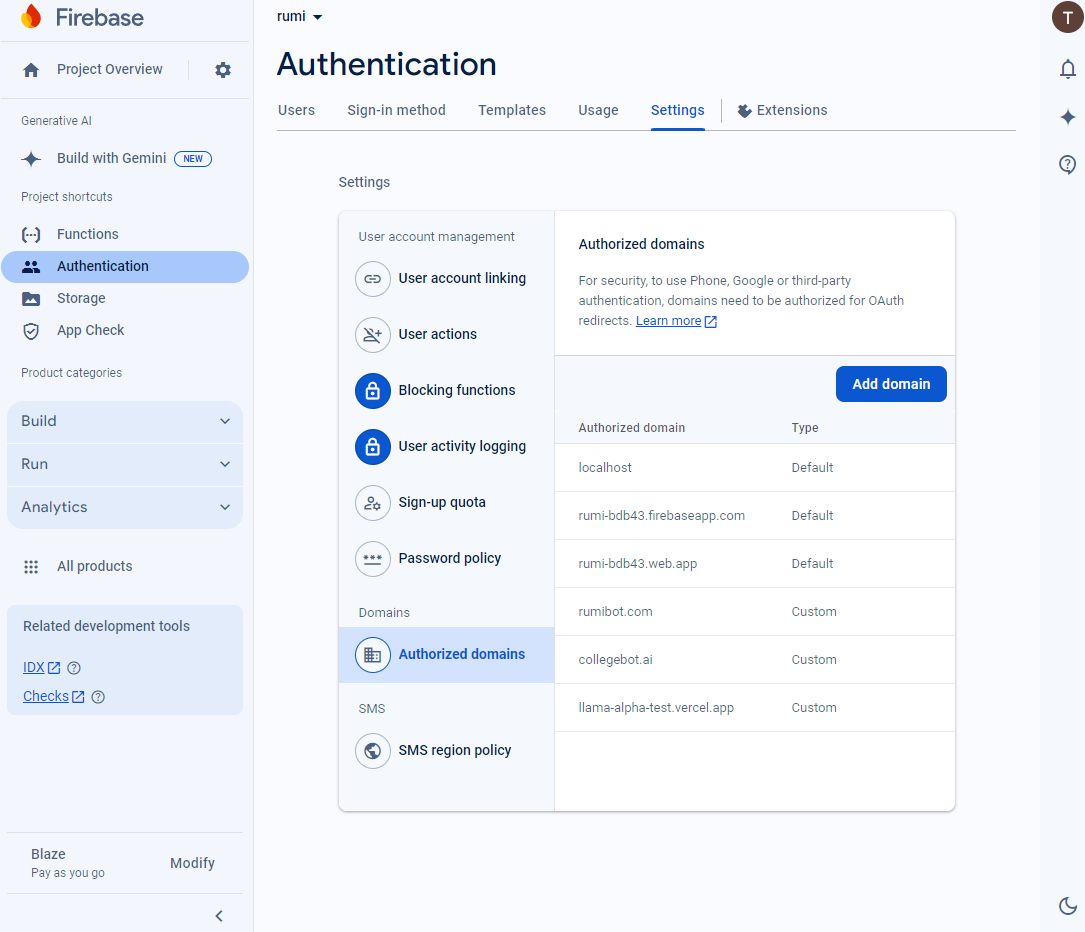 Firebase
Project Overview
Generative AI
Build with Gemini NEW
Project shortcuts
Functions
Authentication
Storage
App Check
Product categories
Build
Run
Analytics
All products
Related development tools
IDX
Checks
Blaze
Pay as you go
Modify
rumi
Authentication
Users Sign-in method Templates Usage Settings Extensions
Settings
User account management
User account linking
User actions
Blocking functions
User activity logging
Sign-up quota
Password policy
Domains
Authorized domains
SMS
SMS region policy
Authorized domains
For security, to use Phone, Google or third-party
authentication, domains need to be authorized for OAuth
redirects. Learn more
Add domain
Authorized domain Type
localhost Default
rumi-bdb43.firebaseapp.com Default
rumi-bdb43.web.app Default
rumibot.com Custom
collegebot.ai Custom
llama-alpha-test.vercel.app Custom
T